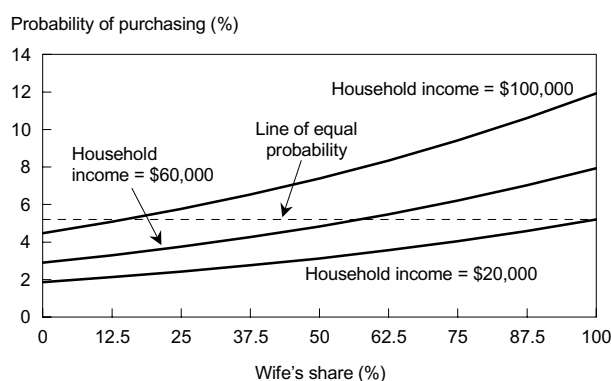 Probability of purchasing (%)
14
12
10
8
6
4
2
0
Household income = $100,000
Line of equal
probability
Household
income = $60,000
Household income = $20,000
0 12.5 25 37.5 50 62.5 75 87.5 100
Wife's share (%)